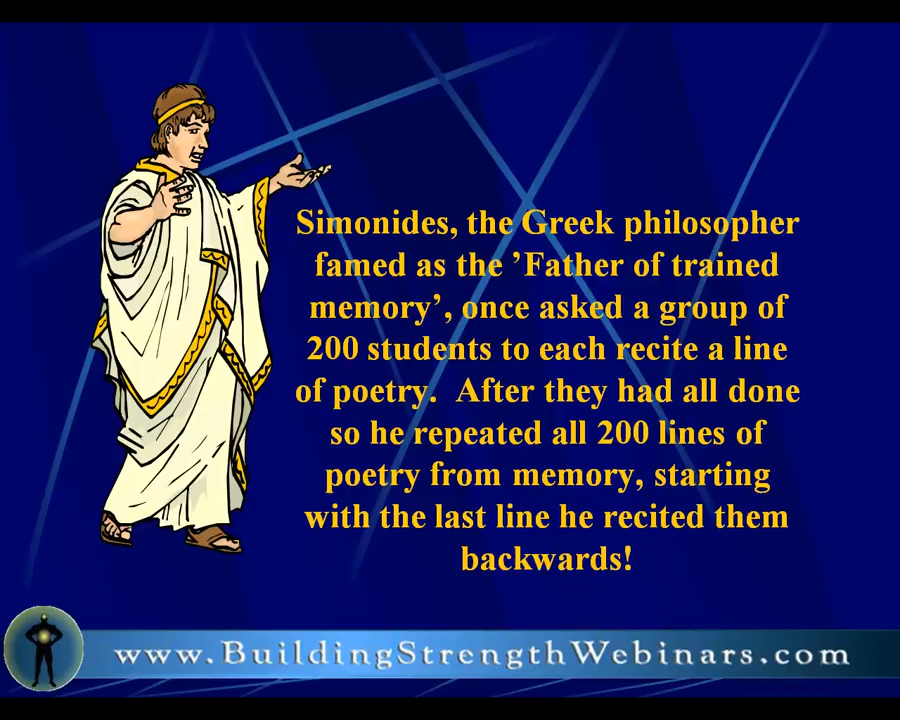 Simonides, the Greek philosopher
famed as the ’Father of trained
memory’, once asked a group of
200 students to each recite a line
of poetry.  After they had all done
so he repeated all 200 lines of
poetry from memory, starting
with the last line he recited them
backwards!
www.BuildingStrengthWebinars.com